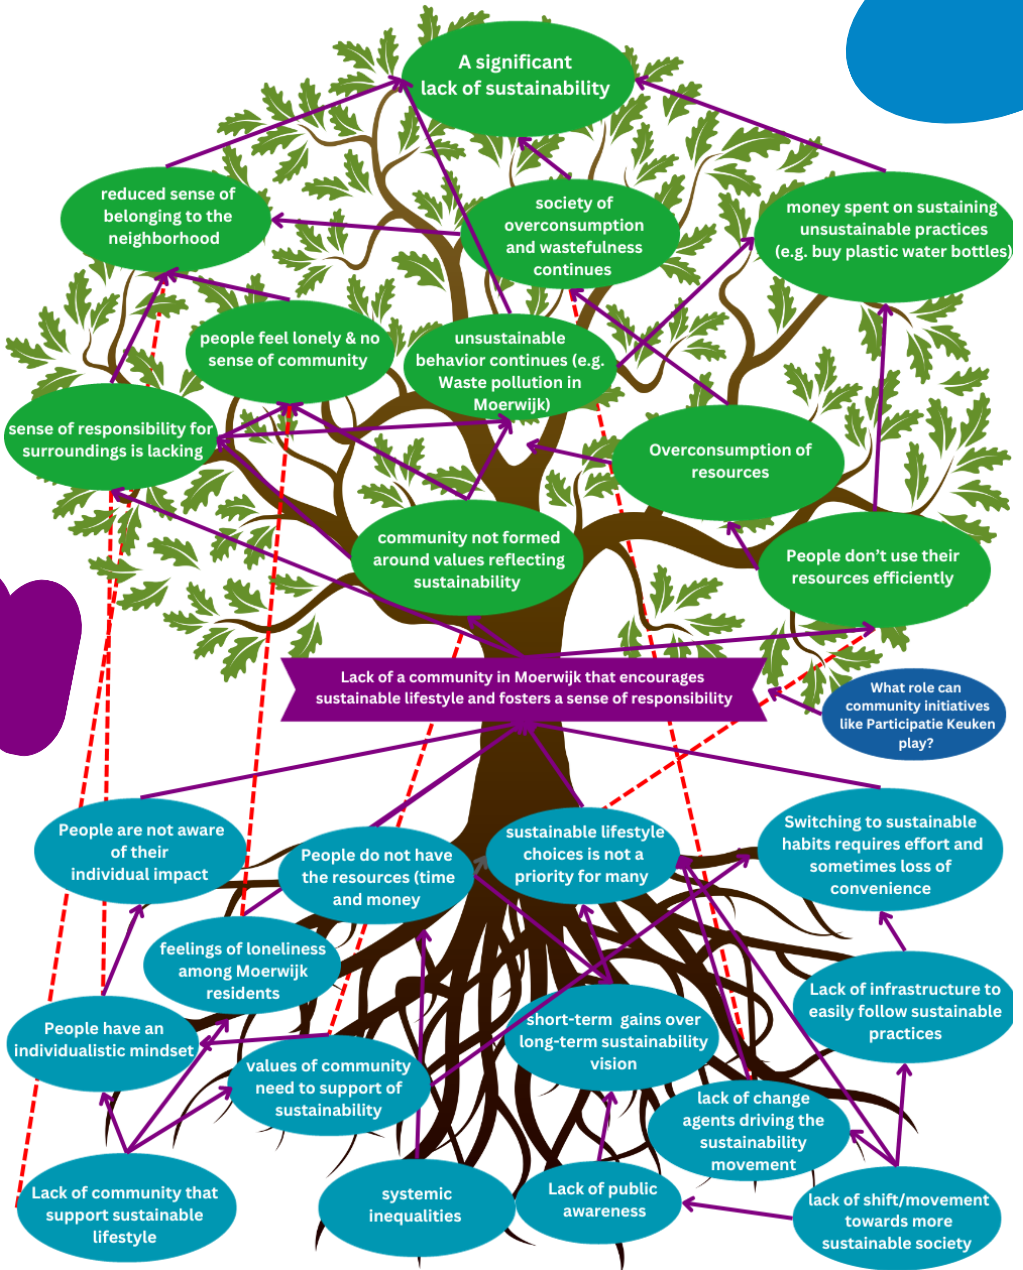 A significant
lack of sustainability
reduced sense of
belonging to the
neighborhood
society of
overconsumption
and wastefulness
continues
money spent on sustaining
unsustainable practices
(e.g. buy plastic water bottles)
people feel lonely & no
sense of community
unsustainable
behavior continues (e.g.
Waste pollution in
Moerwijk)
sense of responsibility for
surroundings is lacking
Overconsumption of
resources
community not formed
around values reflecting
sustainability
People don't use their
resources efficiently
Lack of a community in Moerwijk that encourages
sustainable lifestyle and fosters a sense of responsibility
What role can
community initiatives
like Participatie Keuken
play?
People are not aware
of their
individual impact
People do not have
the resources (time
and money
sustainable lifestyle
choices is not a
priority for many
Switching to sustainable
habits requires effort and
sometimes loss of
convenience
feelings of loneliness
among Moerwijk
residents
Lack of infrastructure to
easily follow sustainable
practices
People have an
individualistic mindset
short-term gains over
long-term sustainability
vision
values of community
need to support of
sustainability
lack of change
agents driving the
sustainability
movement
Lack of community that
support sustainable
lifestyle
systemic
inequalities
Lack of public
awareness
lack of shift/movement
towards more
sustainable society